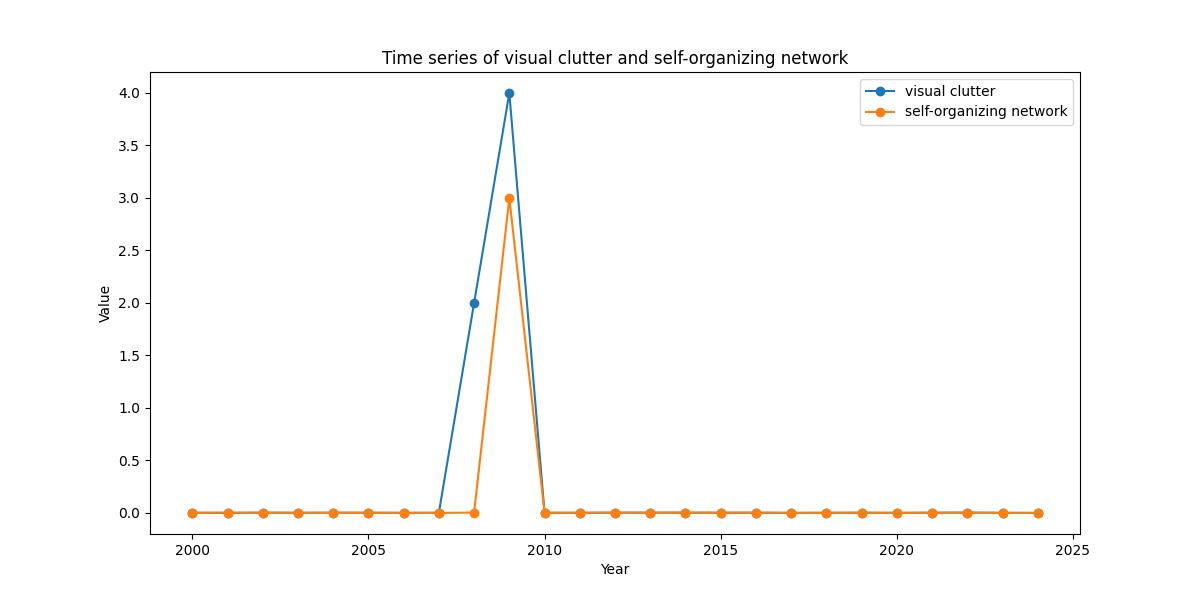 Time series of visual clutter and self-organizing network
visual clutter
self-organizing network
4.0
3.5
3.0
2.5
2.0
1.5
1.0
0.5
0.0
Value
2000 2005 2010 2015 2020 2025
Year